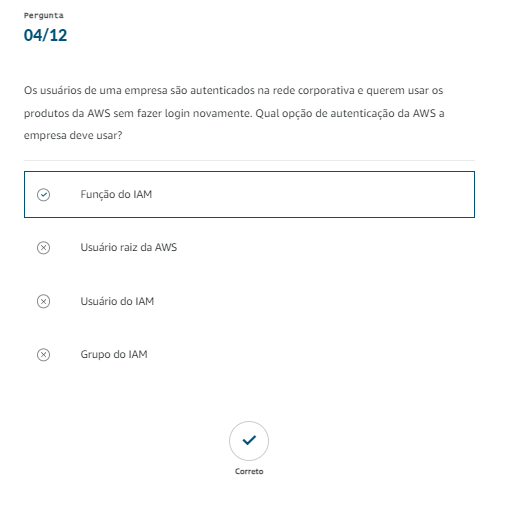 Pergunta
04/12
Os usuários de uma empresa são autenticados na rede corporativa e querem usar os
produtos da AWS sem fazer login novamente. Qual opção de autenticação da AWS a
empresa deve usar?
Função do IAM
Usuário raiz da AWS
Usuário do IAM
Grupo do IAM
Correto